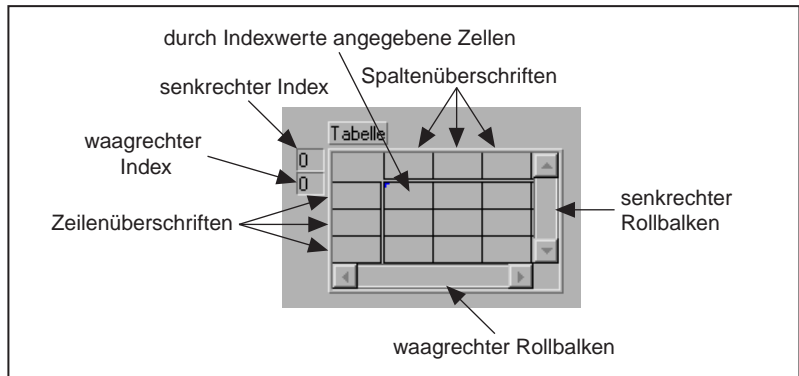 durch Indexwerte angegebene Zellen
senkrechter Index
Spaltenüberschriften
waagrechter
Index
Tabelle
0
0
Zeilenüberschriften
senkrechter
Rollbalken
waagrechter Rollbalken